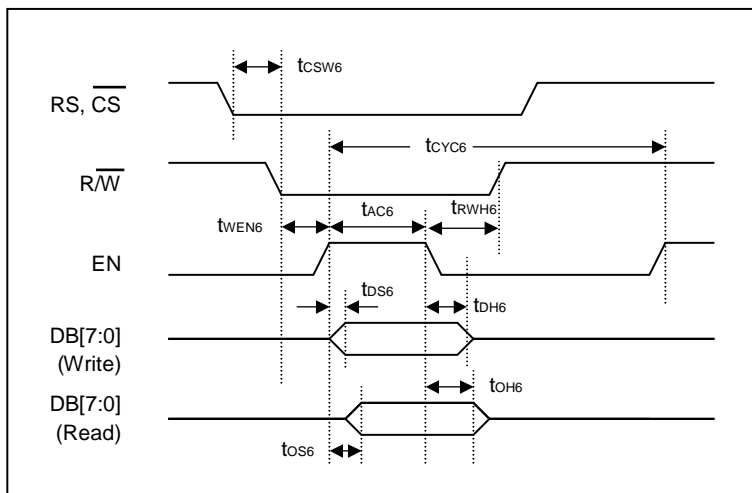 tCSW6
RS, CS
tCYC6
R/W
tWEN6
tAC6
tRWH6
EN
tDS6
tDH6
DB[7:0]
(Write)
tOH6
DB[7:0]
(Read)
tOS6